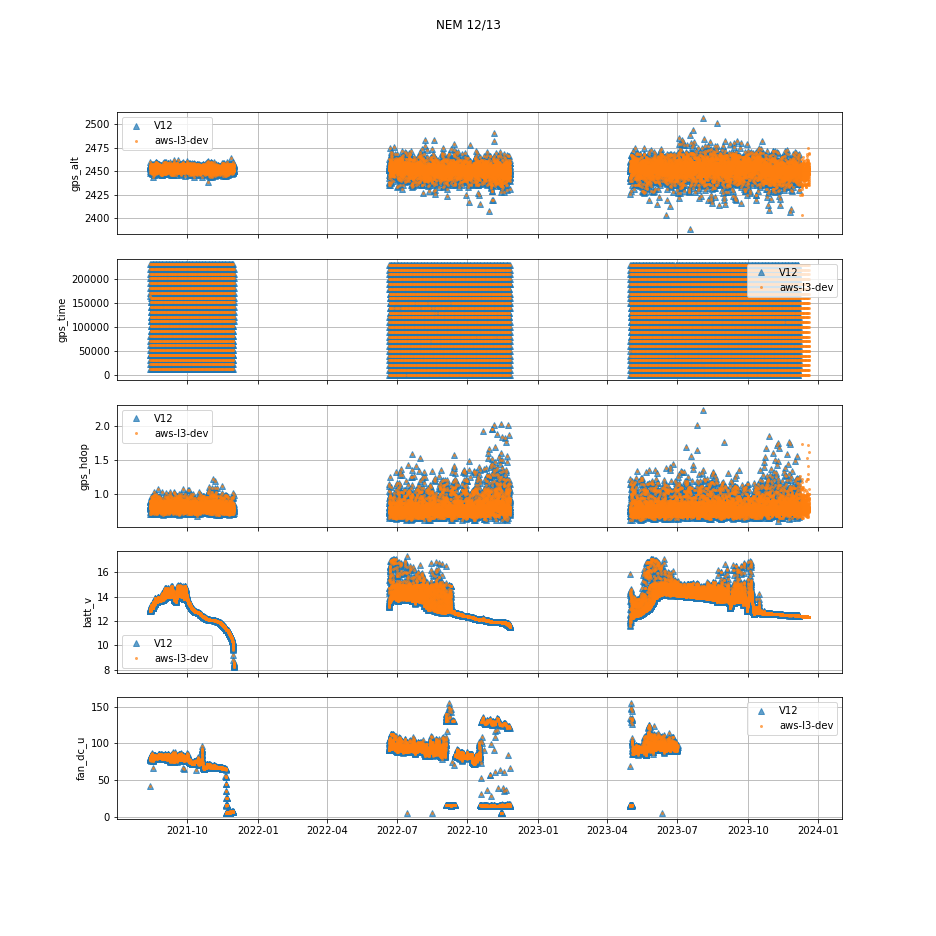 NEM 12/13
2500
2475
2450
2425
2400
gps_alt
V12
aws-l3-dev
200000
150000
100000
50000
0
gps_time
V12
aws-l3-dev
2.0
1.5
1.0
gps_hdop
V12
aws-l3-dev
16
14
12
10
8
batt_v
V12
aws-l3-dev
150
100
50
0
fan_dc_u
V12
aws-l3-dev
2021-10 2022-01 2022-04 2022-07 2022-10 2023-01 2023-04 2023-07 2023-10 2024-01